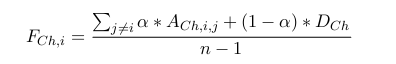 $F_{Ch,i} = \frac{\sum_{j \neq i} \alpha * A_{Ch,i,j} + (1 - \alpha) * D_{Ch}}{n - 1}$